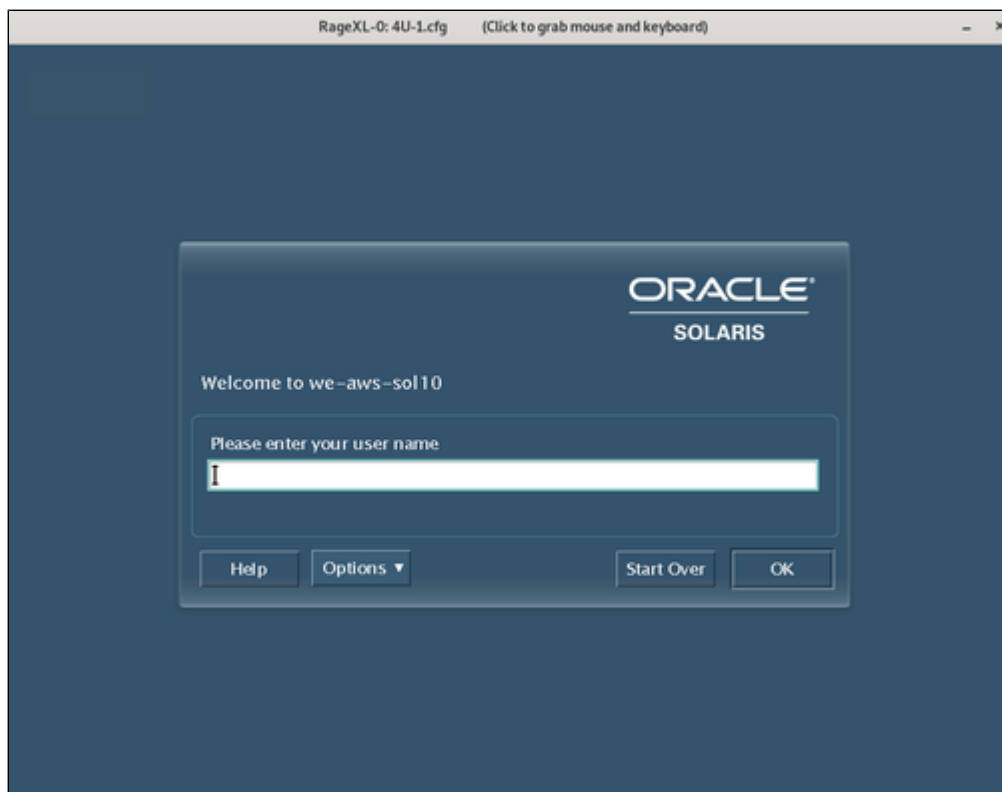 RageXL-0: 4U-1.cfg (Click to grab mouse and keyboard)
ORACLE®
SOLARIS
Welcome to we-aws-sol10
Please enter your user name
Help Options ▼ Start Over OK